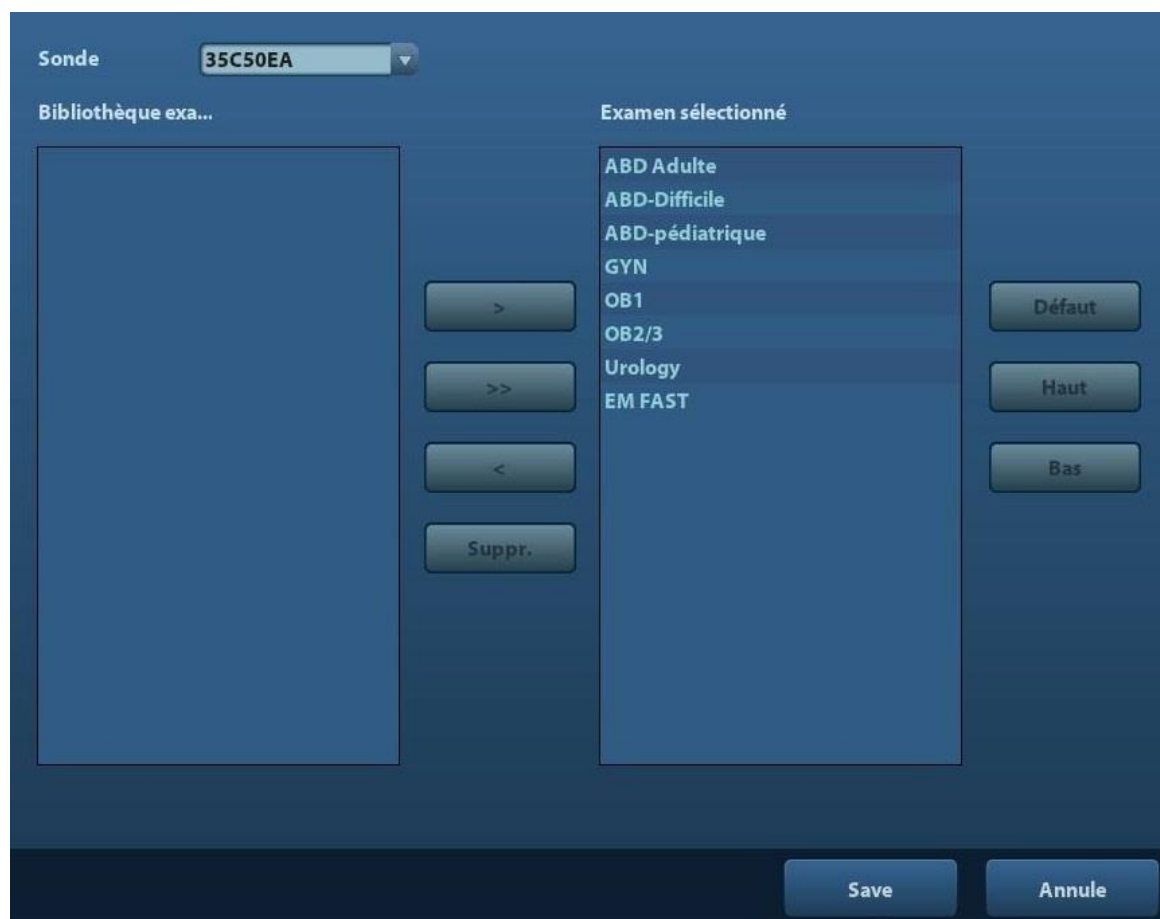 Sonde 35C50EA
Bibliothèque exa... Examen sélectionné
ABD Adulte
ABD-Difficile
ABD-pédiatrique
GYN
OB1
OB2/3
Urology
EM FAST
>
>>
<
Suppr.
Défaut
Haut
Bas
Save Annule